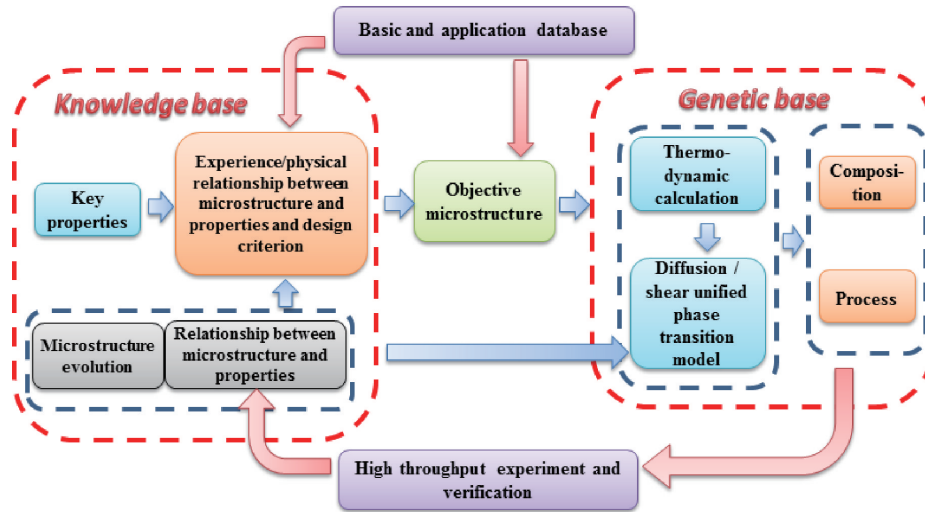 Basic and application database
Knowledge base
Genetic base
Key
properties
Experience/physical
relationship between
microstructure and
properties and design
criterion
Objective
microstructure
Thermo-
dynamic
calculation
Composi-
tion
Diffusion /
shear unified
phase
transition
model
Process
Microstructure
evolution
Relationship between
microstructure and
properties
High throughput experiment and
verification